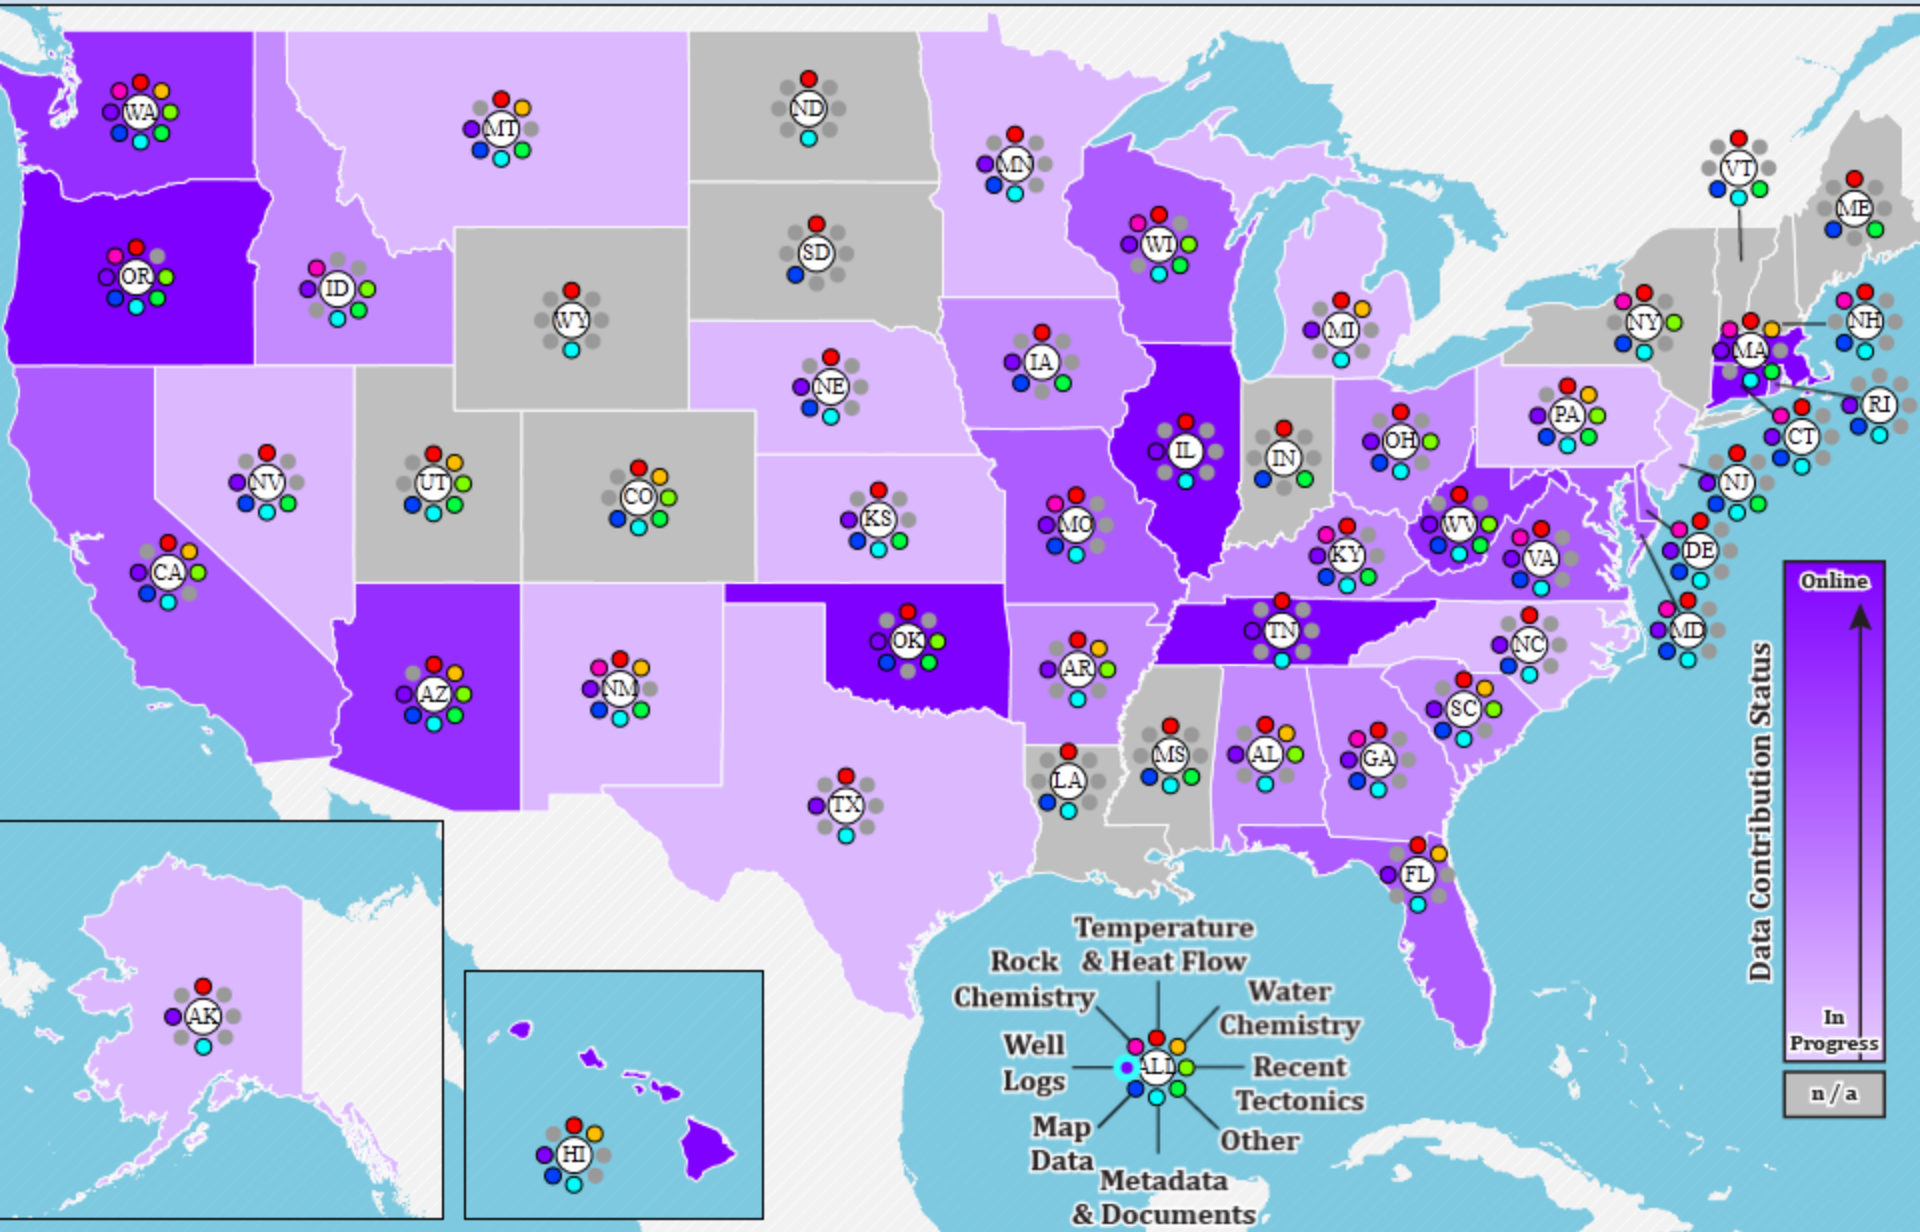 WA
MT
ND
MN
VT
ME
OR
ID
WY
SD
WI
MI
NY
MA
NH
NV
UT
CO
NE
IA
IL
IN
OH
PA
RI
CT
CA
KS
MO
KY
WV
VA
NJ
DE
MD
AZ
NM
OK
AR
TN
NC
SC
TX
LA
MS
AL
GA
FL
AK
HI
Temperature
& Heat Flow
Rock
Chemistry
Water
Chemistry
Well
Logs
ALL
Recent
Tectonics
Map
Data
Other
Metadata
& Documents
Data Contribution Status
Online
In
Progress
n / a